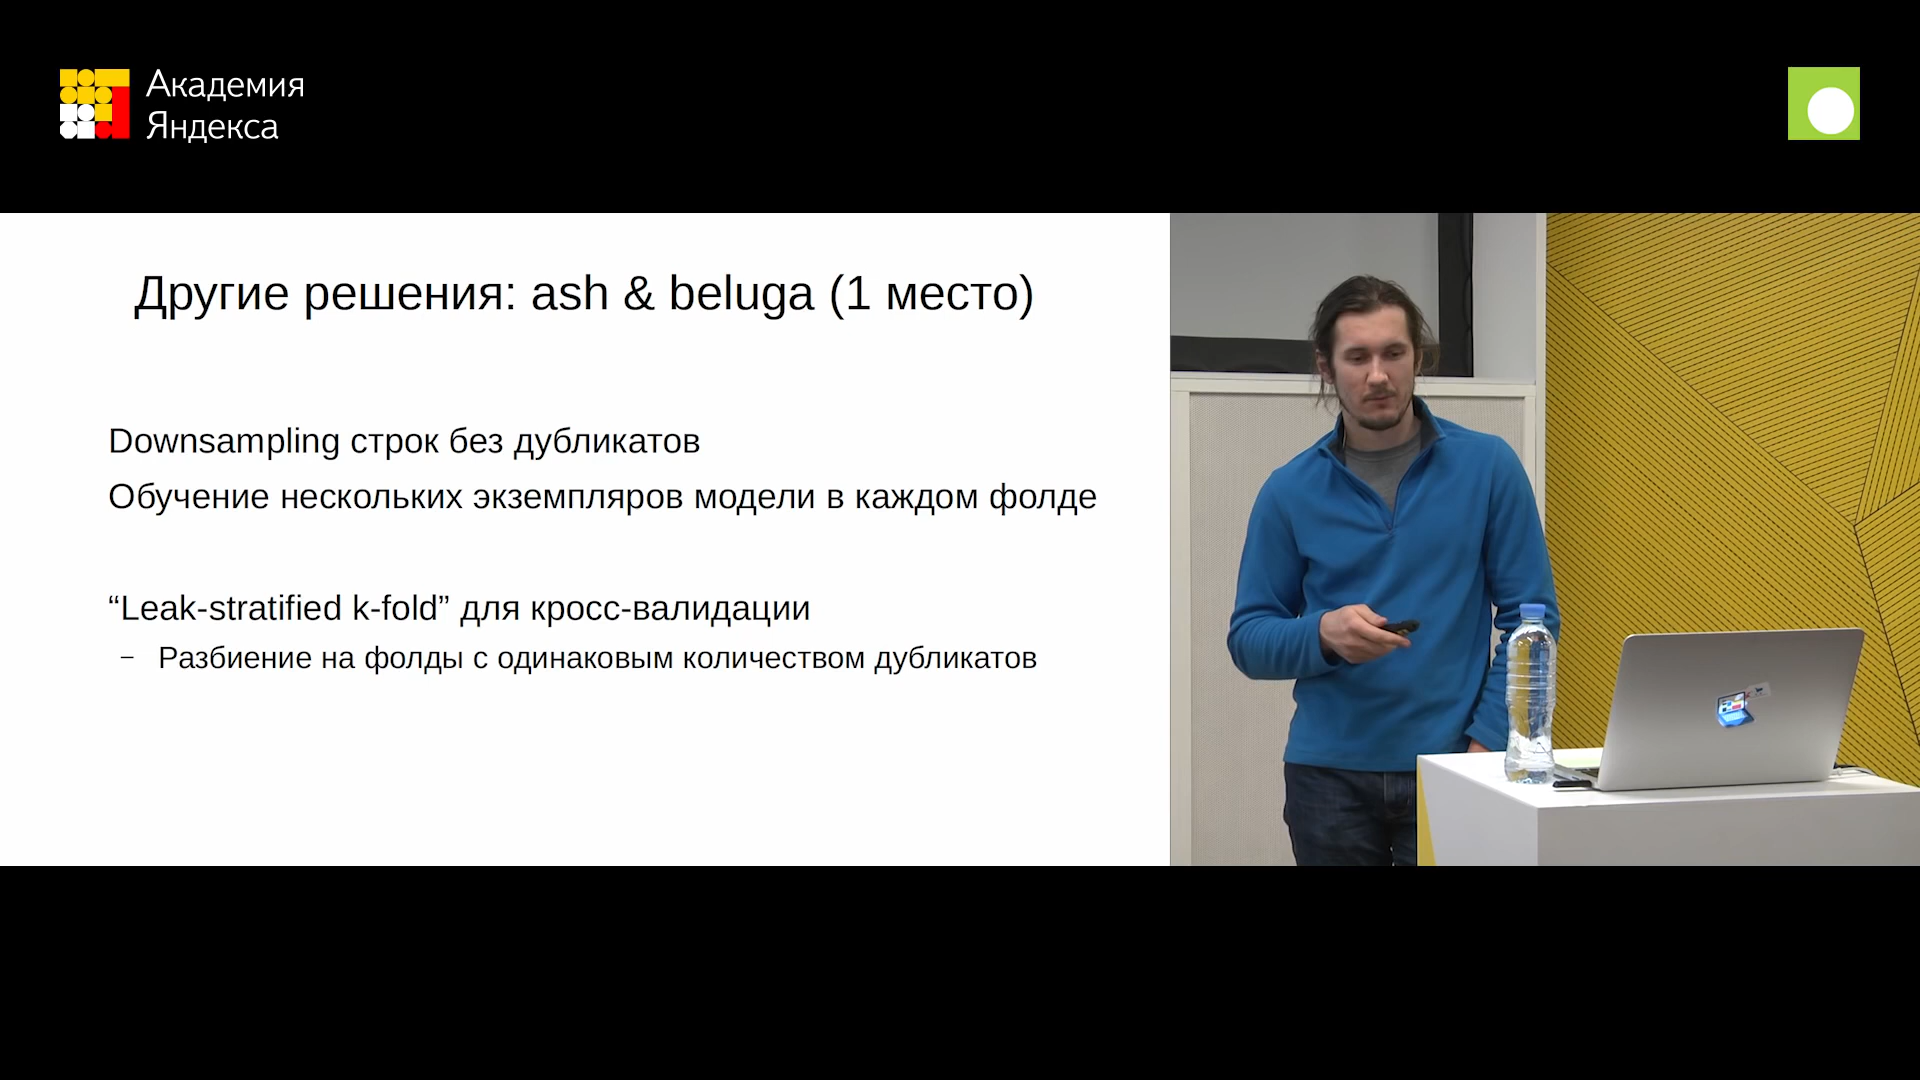 Академия
Яндекса
Другие решения: ash & beluga (1 место)
Downsampling строк без дубликатов
Обучение нескольких экземпляров модели в каждом фолде
“Leak-stratified k-fold” для кросс-валидации
– Разбиение на фолды с одинаковым количеством дубликатов